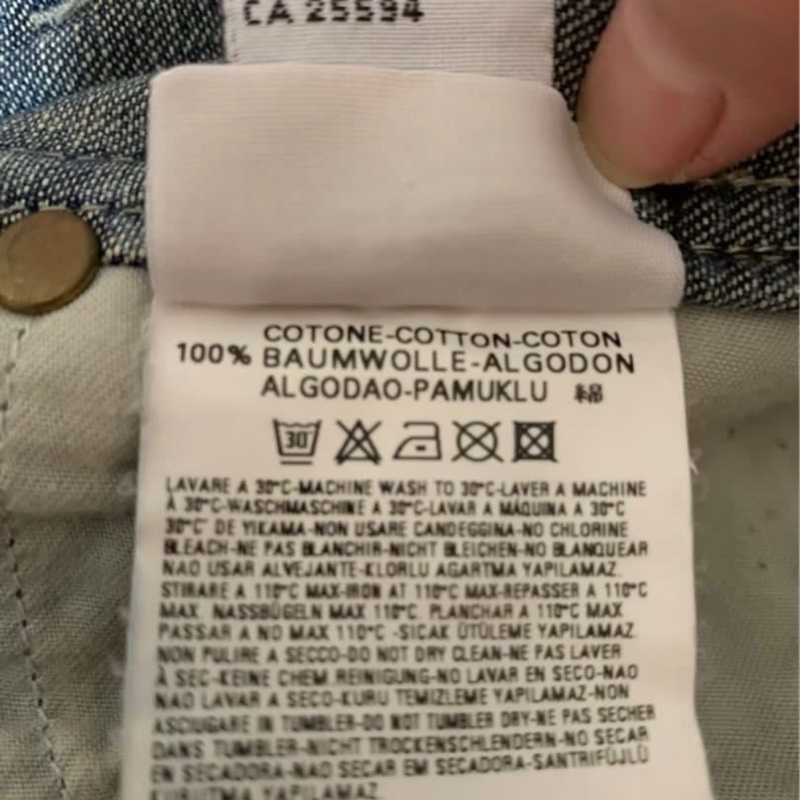 CA 25594
COTONE-COTTON-COTON
100% BAUMWOLLE-ALGODON
ALGODAO-PAMUKLU 綿
30°
LAVARE A 30°C-MACHINE WASH TO 30°C-LAVER A MACHINE
À 30°C-WASCHMASCHINE A 30°C-LAVAR A MÁQUINA A 30°C
30°C' DE YIKAMA-NON USARE CANDEGGINA-NO CHLORINE
BLEACH-NE PAS BLANCHIR-NICHT BLEICHEN-NO BLANQUEAR
NAO USAR ALVEJANTE-KLORLU AGARTMA YAPILAMAZ.
STIRARE A 110°C MAX-IRON AT 110°C MAX-REPASSER A 110°C
MAX. NASSBÜGELN MAX 110°C. PLANCHAR A 110°C MAX
PASSAR A NO MAX 110°C -SICAK ÜTÜLEME YAPILAMAZ.
NON PULIRE A SECCO-DO NOT DRY CLEAN-NE PAS LAVER
À SEC-KEINE CHEM. REINIGUNG-NO LAVAR EN SECO-NAO
NAO LAVAR A SECO-KURU TEMIZLEME YAPILAMAZ-NON
ASCIUGARE IN TUMBLER-DO NOT TUMBLER DRY-NE PAS SECHER
DANS TUMBLER-NICHT TROCKENSCHLENDERN-NO SECAR
EN SECADORA-NAO SECAR EM SECADORA-SANTRIFÜJLÜ
KURUTMA YAPILAMAZ.